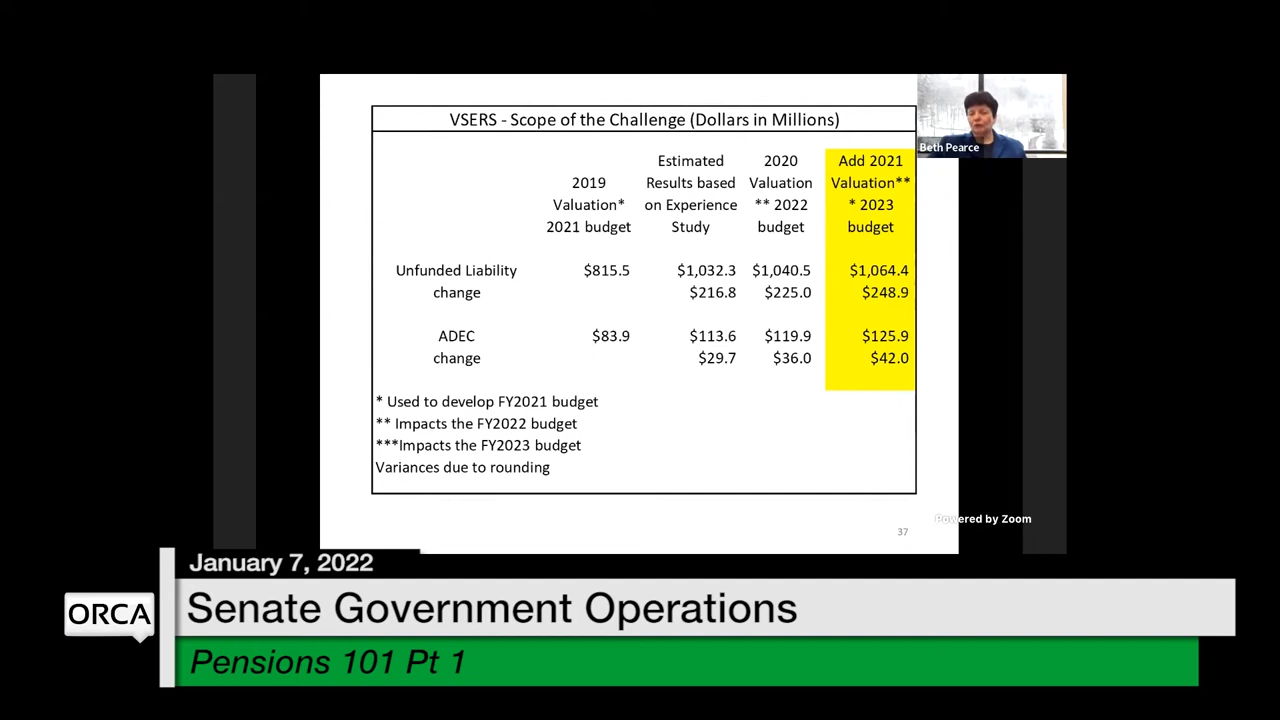 VSERS - Scope of the Challenge (Dollars in Millions)
Beth Pearce
Estimated 2020 Add 2021
2019 Results based Valuation Valuation**
Valuation* on Experience ** 2022 * 2023
2021 budget Study budget budget
Unfunded Liability $815.5 $1,032.3 $1,040.5 $1,064.4
change $216.8 $225.0 $248.9
ADEC $83.9 $113.6 $119.9 $125.9
change $29.7 $36.0 $42.0
* Used to develop FY2021 budget
** Impacts the FY2022 budget
***Impacts the FY2023 budget
Variances due to rounding
Powered by Zoom
37
January 7, 2022
ORCA
Senate Government Operations
Pensions 101 Pt 1